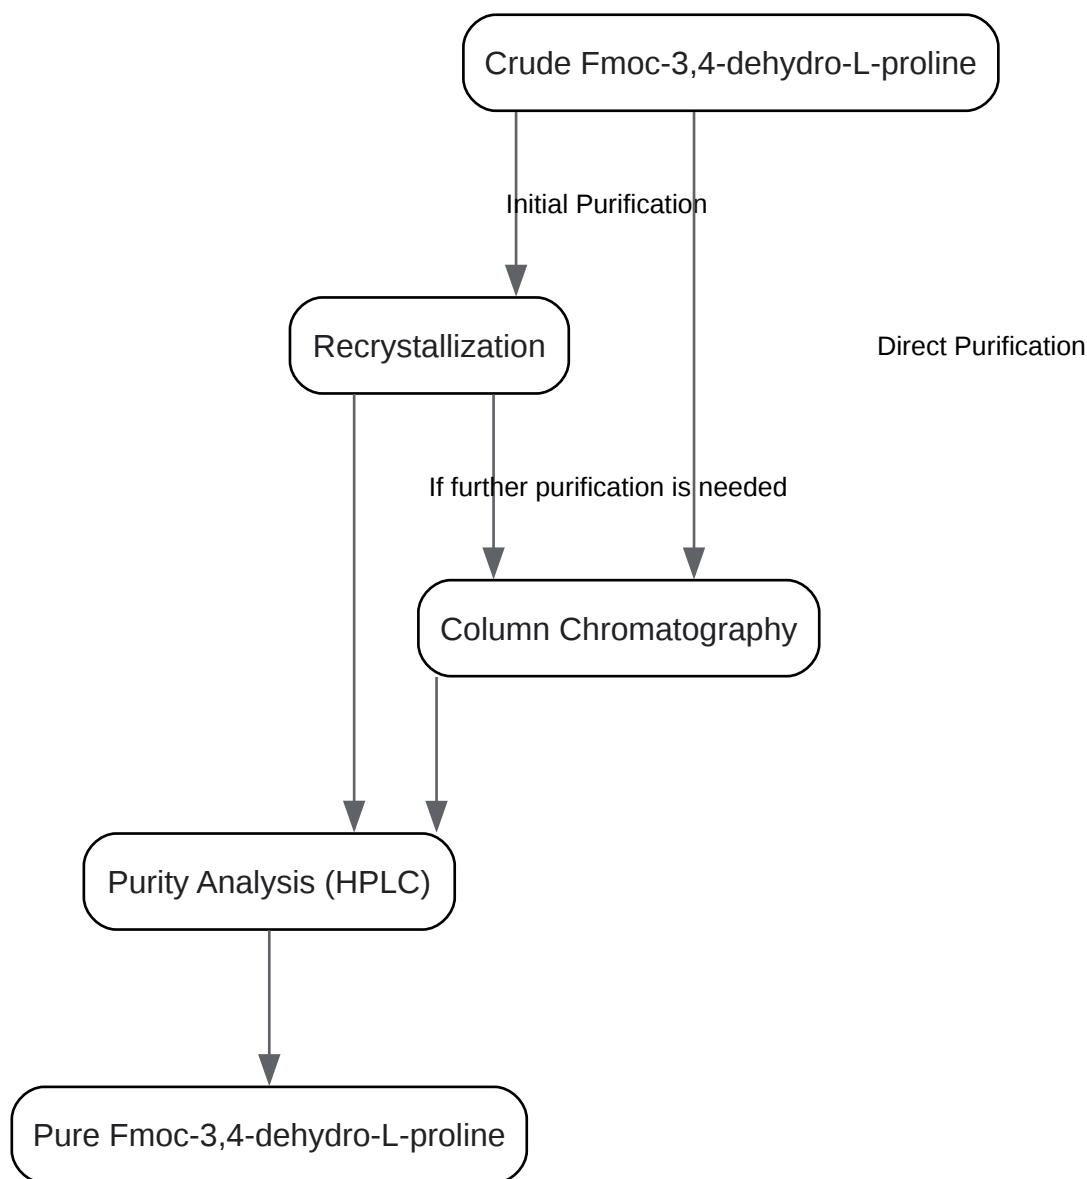 Crude Fmoc-3,4-dehydro-L-proline
Initial Purification
Recrystallization
Direct Purification
If further purification is needed
Column Chromatography
Purity Analysis (HPLC)
Pure Fmoc-3,4-dehydro-L-proline